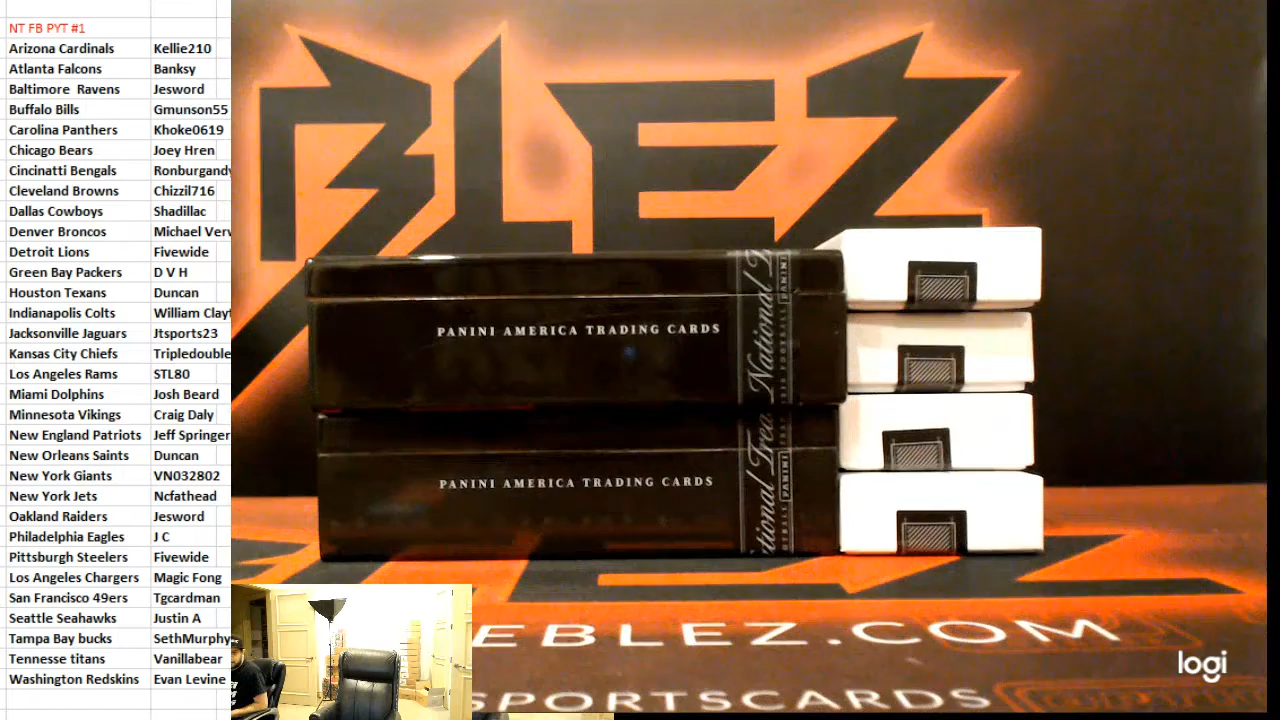 NT FB PYT #1
Arizona Cardinals Kellie210
Atlanta Falcons Banksy
Baltimore Ravens Jesword
Buffalo Bills Gmunson55
Carolina Panthers Khoke0619
Chicago Bears Joey Hren
Cincinatti Bengals Ronburgandy
Cleveland Browns Chizzil716
Dallas Cowboys Shadillac
Denver Broncos Michael Verv
Detroit Lions Fivewide
Green Bay Packers D V H
Houston Texans Duncan
Indianapolis Colts William Clayt
Jacksonville Jaguars Jtsports23
Kansas City Chiefs Tripledouble
Los Angeles Rams STL80
Miami Dolphins Josh Beard
Minnesota Vikings Craig Daly
New England Patriots Jeff Springer
New Orleans Saints Duncan
New York Giants VN032802
New York Jets Ncfathead
Oakland Raiders Jesword
Philadelphia Eagles J C
Pittsburgh Steelers Fivewide
Los Angeles Chargers Magic Fong
San Francisco 49ers Tgcardman
Seattle Seahawks Justin A
Tampa Bay bucks SethMurphy
Tennesse titans Vanillabear
Washington Redskins Evan Levine
BLEZ
PANINI AMERICA TRADING CARDS
National
PANINI
PANINI AMERICA TRADING CARDS
PANINI
EBLEZ.COM
SPORTSCARDS
logi